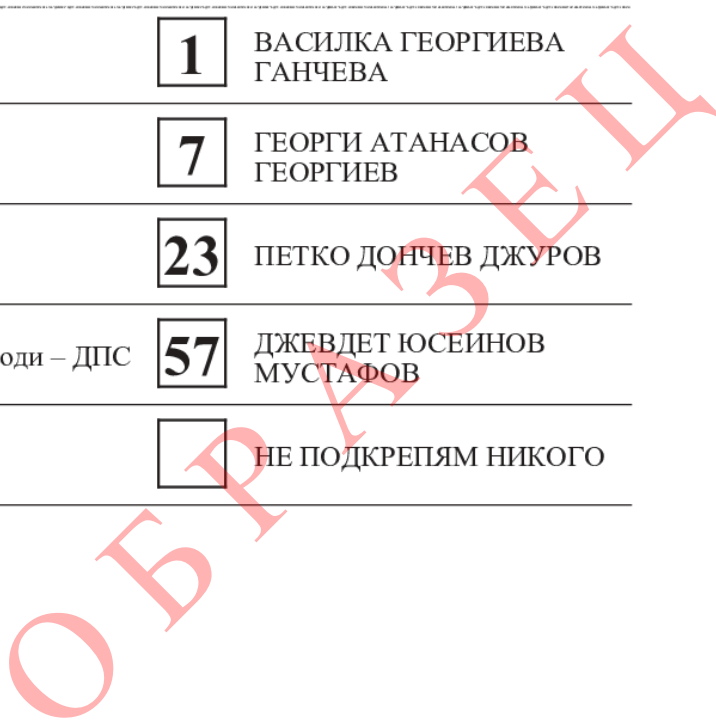 1 ВАСИЛКА ГЕОРГИЕВА
ГАНЧЕВА
7 ГЕОРГИ АТАНАСОВ
ГЕОРГИЕВ
23 ПЕТКО ДОНЧЕВ ДЖУРОВ
оди – ДПС 57 ДЖЕВДЕТ ЮСЕИНОВ
МУСТАФОВ
НЕ ПОДКРЕПЯМ НИКОГО
ОБРАЗЕЦ